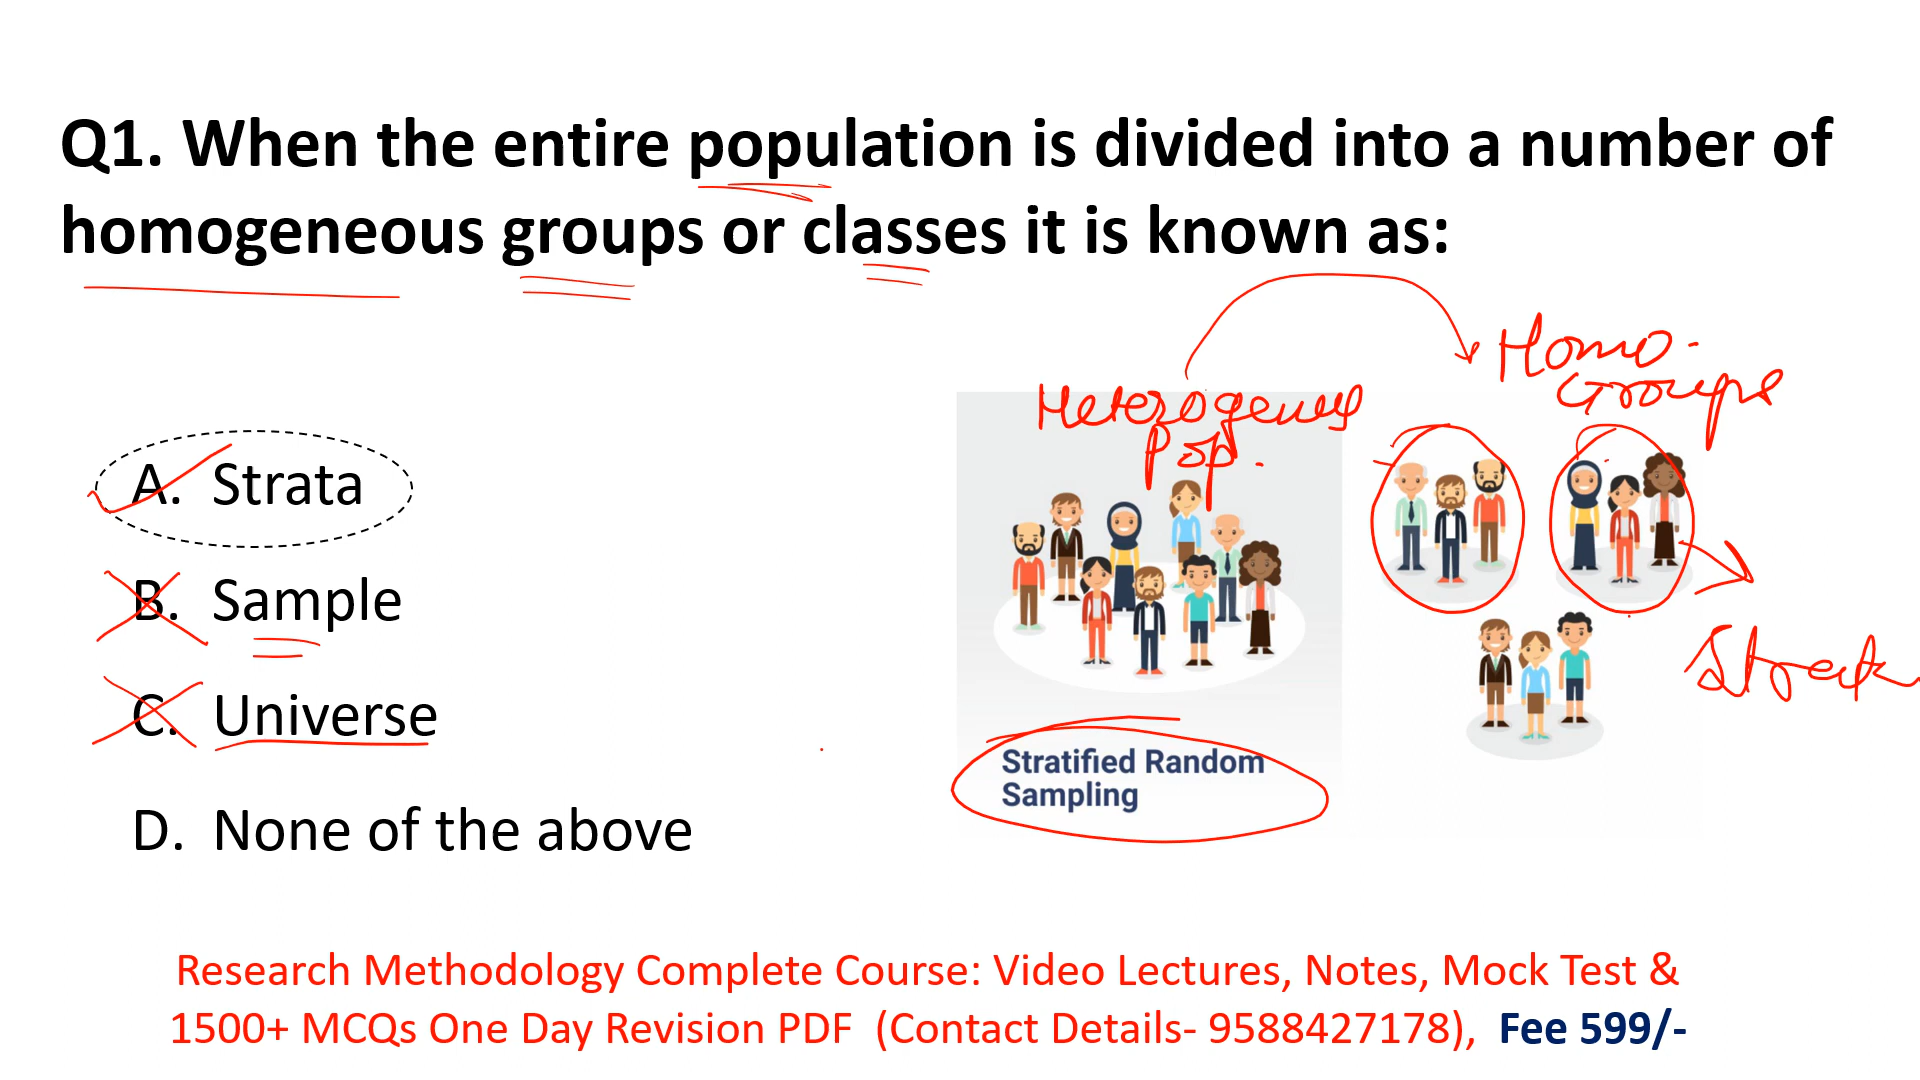 Q1. When the entire population is divided into a number of
homogeneous groups or classes it is known as:
Homo.
Groups
Heterogeneous
Pop.
A. Strata
B. Sample
C. Universe
D. None of the above
Strata
Stratified Random
Sampling
Research Methodology Complete Course: Video Lectures, Notes, Mock Test &
1500+ MCQs One Day Revision PDF (Contact Details- 9588427178), Fee 599/-